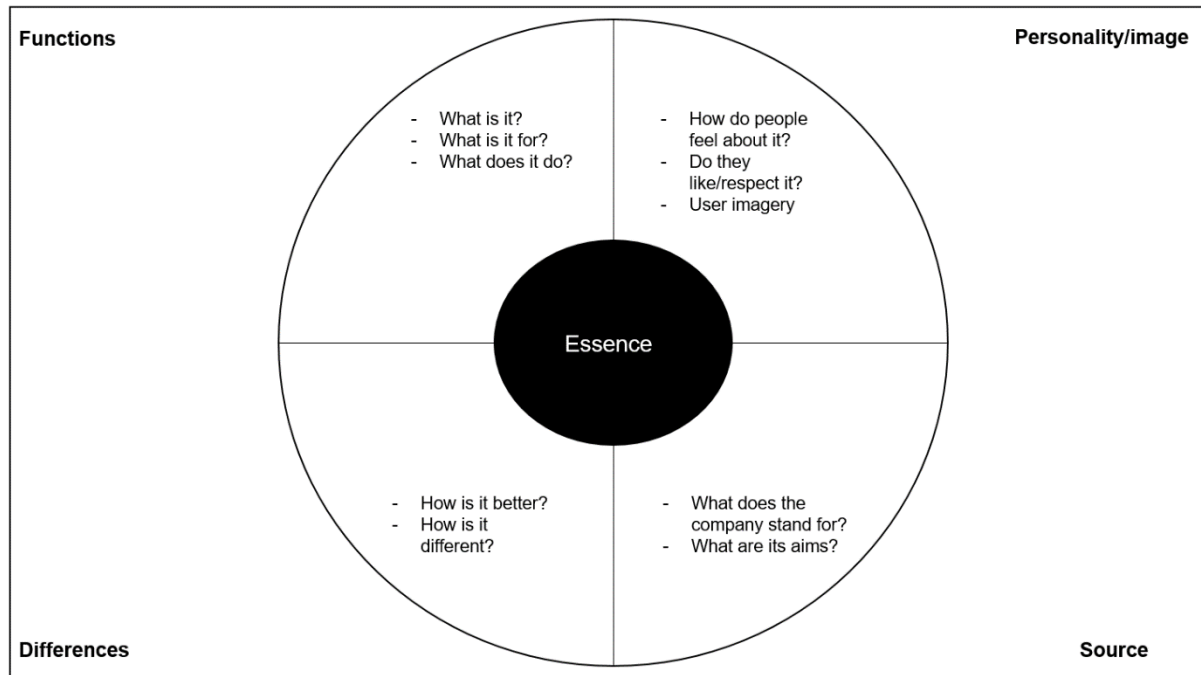 Functions
Personality/image
- What is it?
- What is it for?
- What does it do?
- How do people
feel about it?
- Do they
like/respect it?
- User imagery
Essence
- How is it better?
- How is it
different?
- What does the
company stand for?
- What are its aims?
Differences
Source